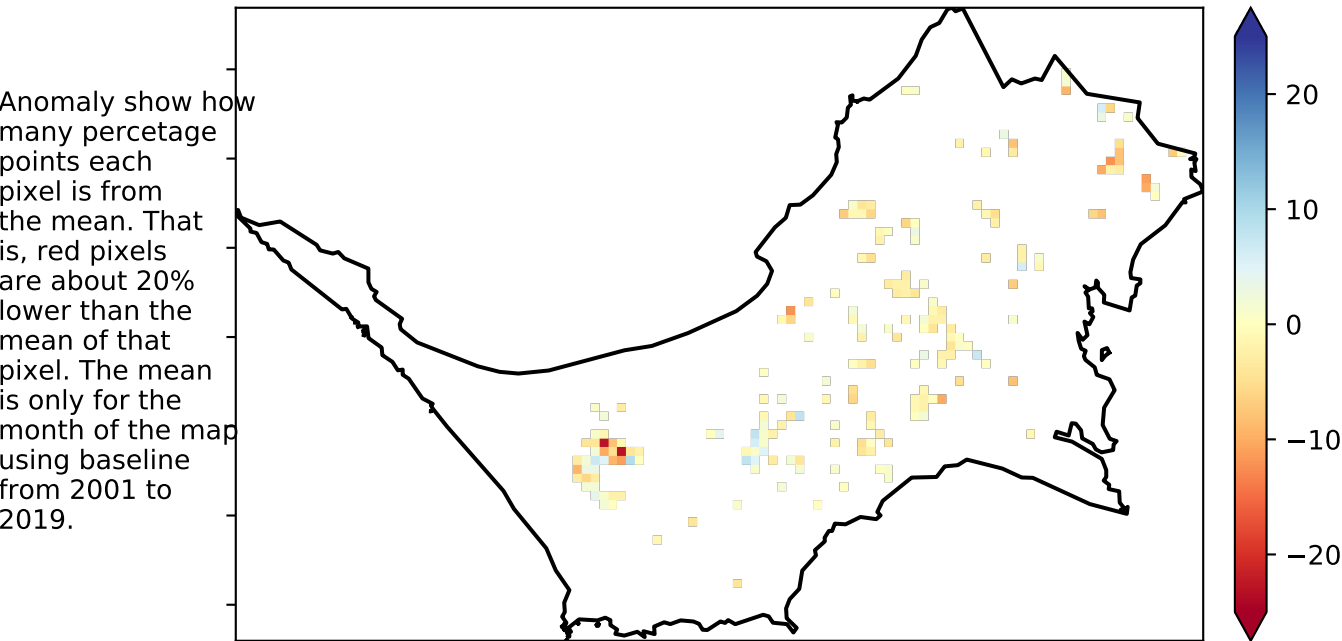 Anomaly show how
many percetage
points each
pixel is from
the mean. That
is, red pixels
are about 20%
lower than the
mean of that
pixel. The mean
is only for the
month of the map
using baseline
from 2001 to
2019.
20
10
0
−10
−20